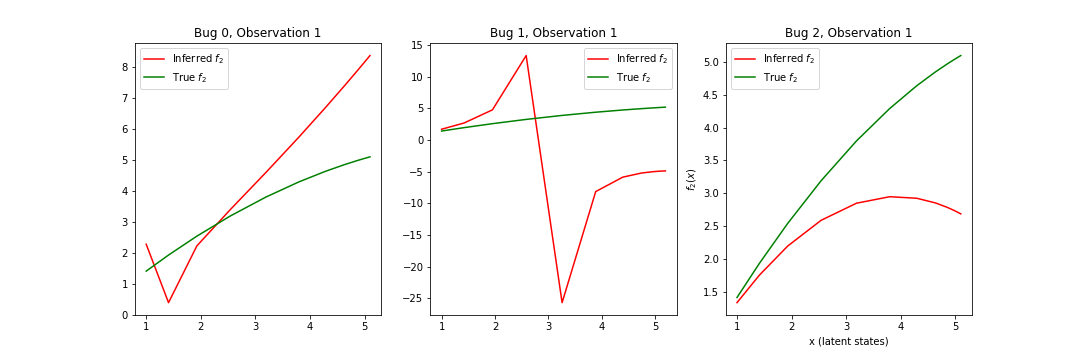 Bug 0, Observation 1
Inferred f₂
True f₂
8
7
6
5
4
3
2
1
0
1 2 3 4 5
Bug 1, Observation 1
Inferred f₂
True f₂
15
10
5
0
−5
−10
−15
−20
−25
1 2 3 4 5
Bug 2, Observation 1
Inferred f₂
True f₂
f₂(x)
5.0
4.5
4.0
3.5
3.0
2.5
2.0
1.5
1 2 3 4 5
x (latent states)